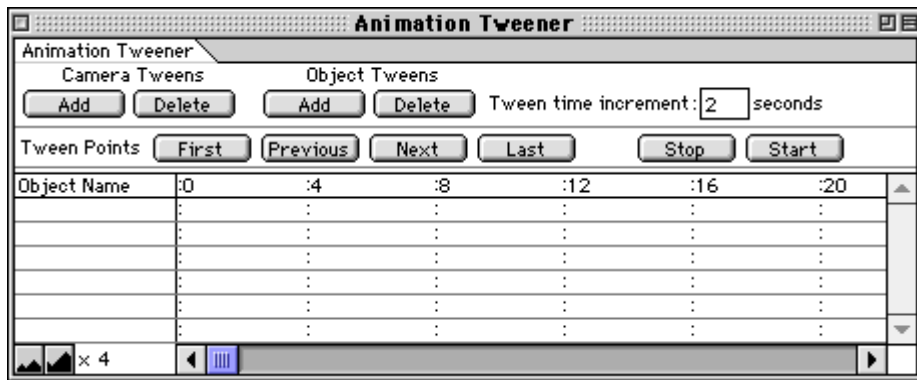 Animation Tweener
Animation Tweener
Camera Tweens Object Tweens
Add Delete Add Delete Tween time increment: 2 seconds
Tween Points First Previous Next Last Stop Start
Object Name :0 :4 :8 :12 :16 :20
: : : : : :
: : : : : :
: : : : : :
: : : : : :
: : : : : :
: : : : : :
× 4